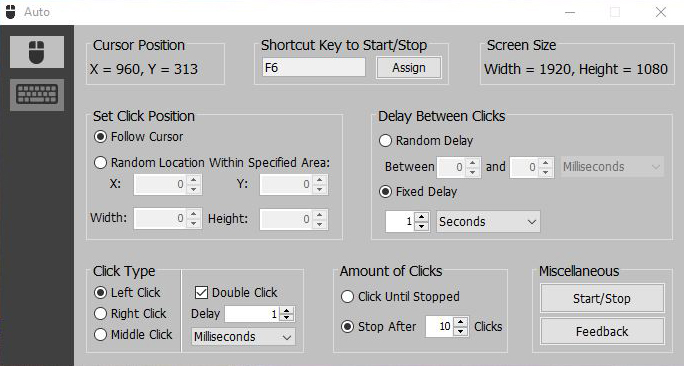 Auto
Cursor Position
X = 960, Y = 313
Shortcut Key to Start/Stop
F6
Assign
Screen Size
Width = 1920, Height = 1080
Set Click Position
Follow Cursor
Random Location Within Specified Area:
X: 0 Y: 0
Width: 0 Height: 0
Delay Between Clicks
Random Delay
Between 0 and 0 Milliseconds
Fixed Delay
1 Seconds
Click Type
Left Click
Right Click
Middle Click
Double Click
Delay 1
Milliseconds
Amount of Clicks
Click Until Stopped
Stop After 10 Clicks
Miscellaneous
Start/Stop
Feedback